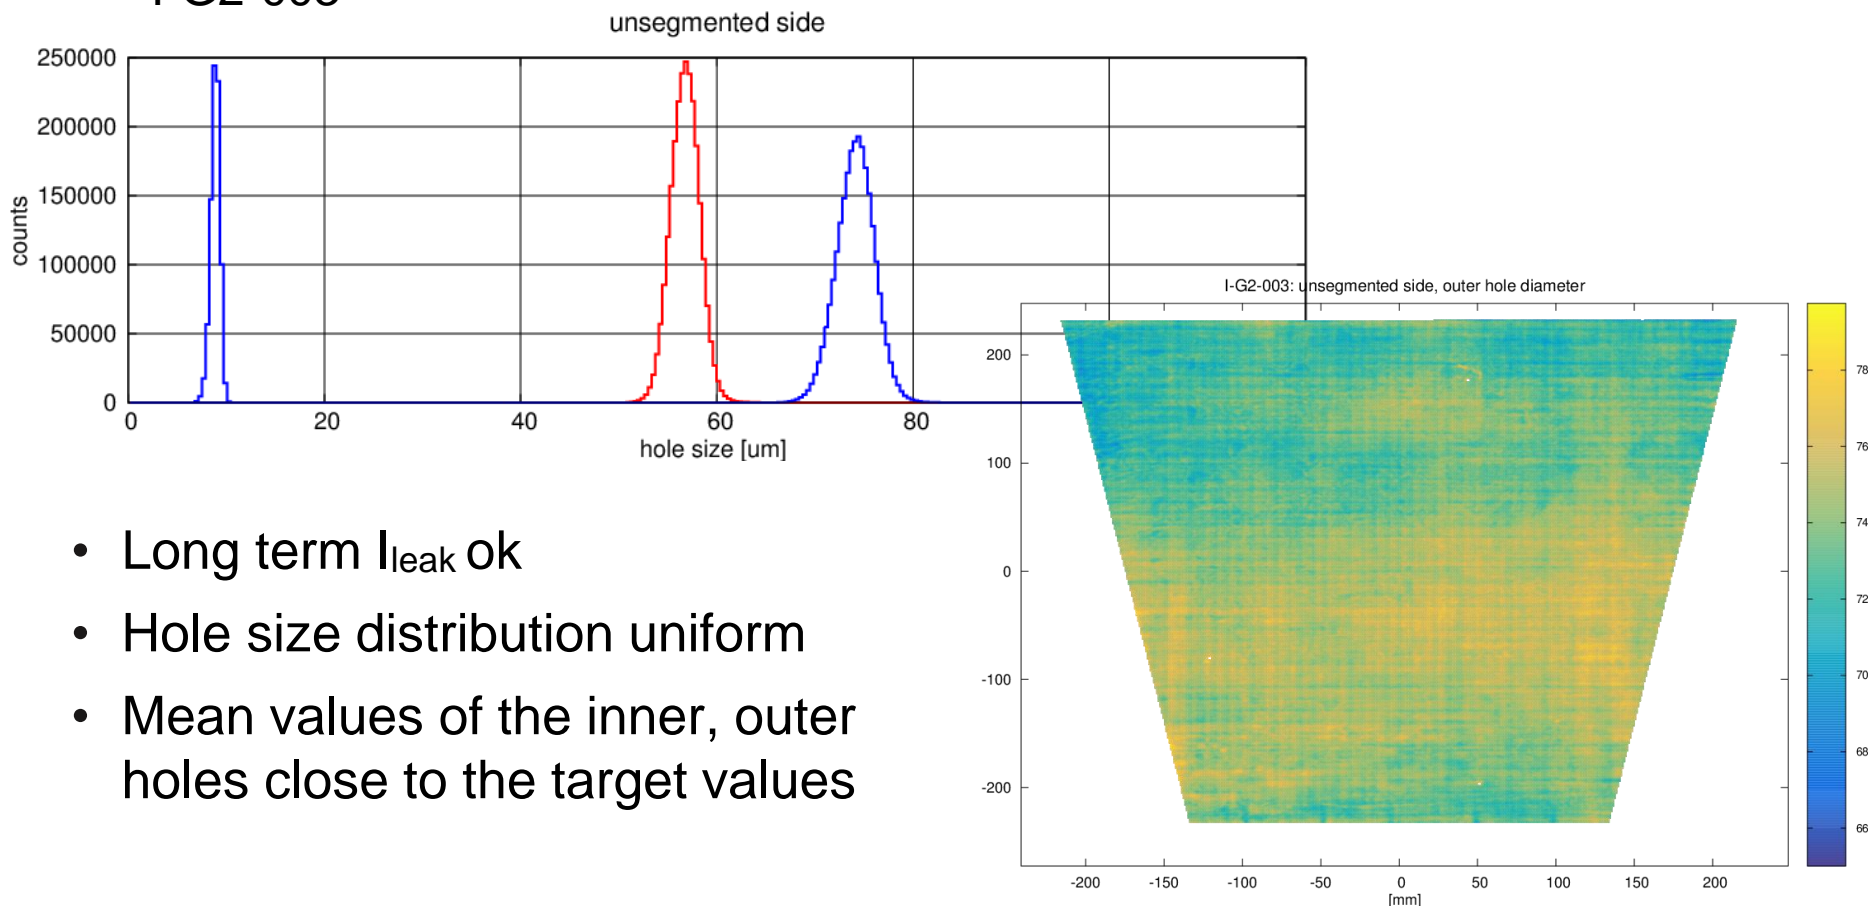 unsegmented side
250000
200000
150000
100000
50000
0
counts
0 20 40 60 80
hole size [um]
I-G2-003: unsegmented side, outer hole diameter
200
100
0
-100
-200
-200 -150 -100 -50 0 50 100 150 200
[mm]
78
76
74
72
70
68
66
• Long term Ileak ok
• Hole size distribution uniform
• Mean values of the inner, outer
holes close to the target values